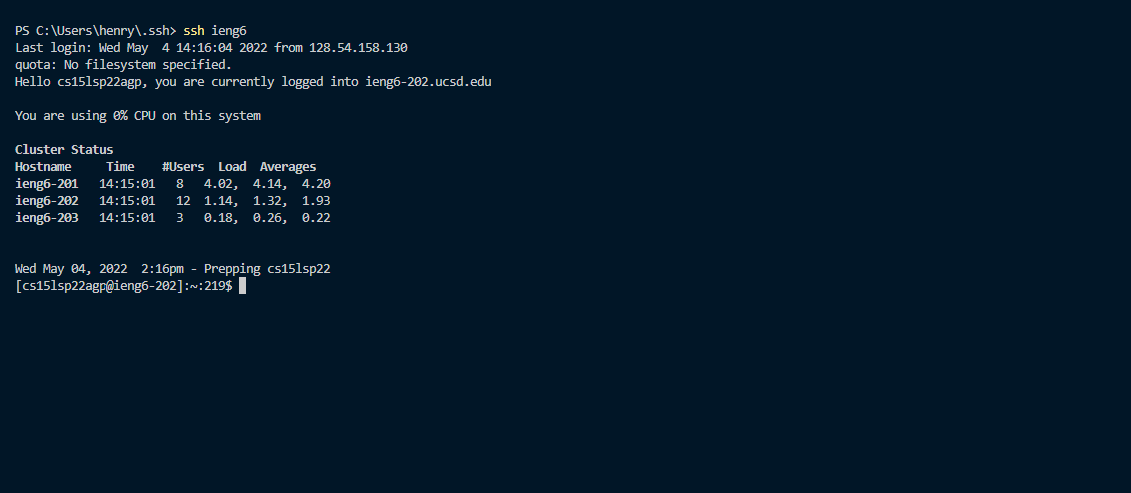 PS C:\Users\henry\.ssh> ssh ieng6
Last login: Wed May  4 14:16:04 2022 from 128.54.158.130
quota: No filesystem specified.
Hello cs15lsp22agp, you are currently logged into ieng6-202.ucsd.edu
You are using 0% CPU on this system
Cluster Status
Hostname     Time    #Users  Load  Averages
ieng6-201   14:15:01   8   4.02,  4.14,  4.20
ieng6-202   14:15:01   12  1.14,  1.32,  1.93
ieng6-203   14:15:01   3   0.18,  0.26,  0.22
Wed May 04, 2022  2:16pm - Prepping cs15lsp22
[cs15lsp22agp@ieng6-202]:~:219$